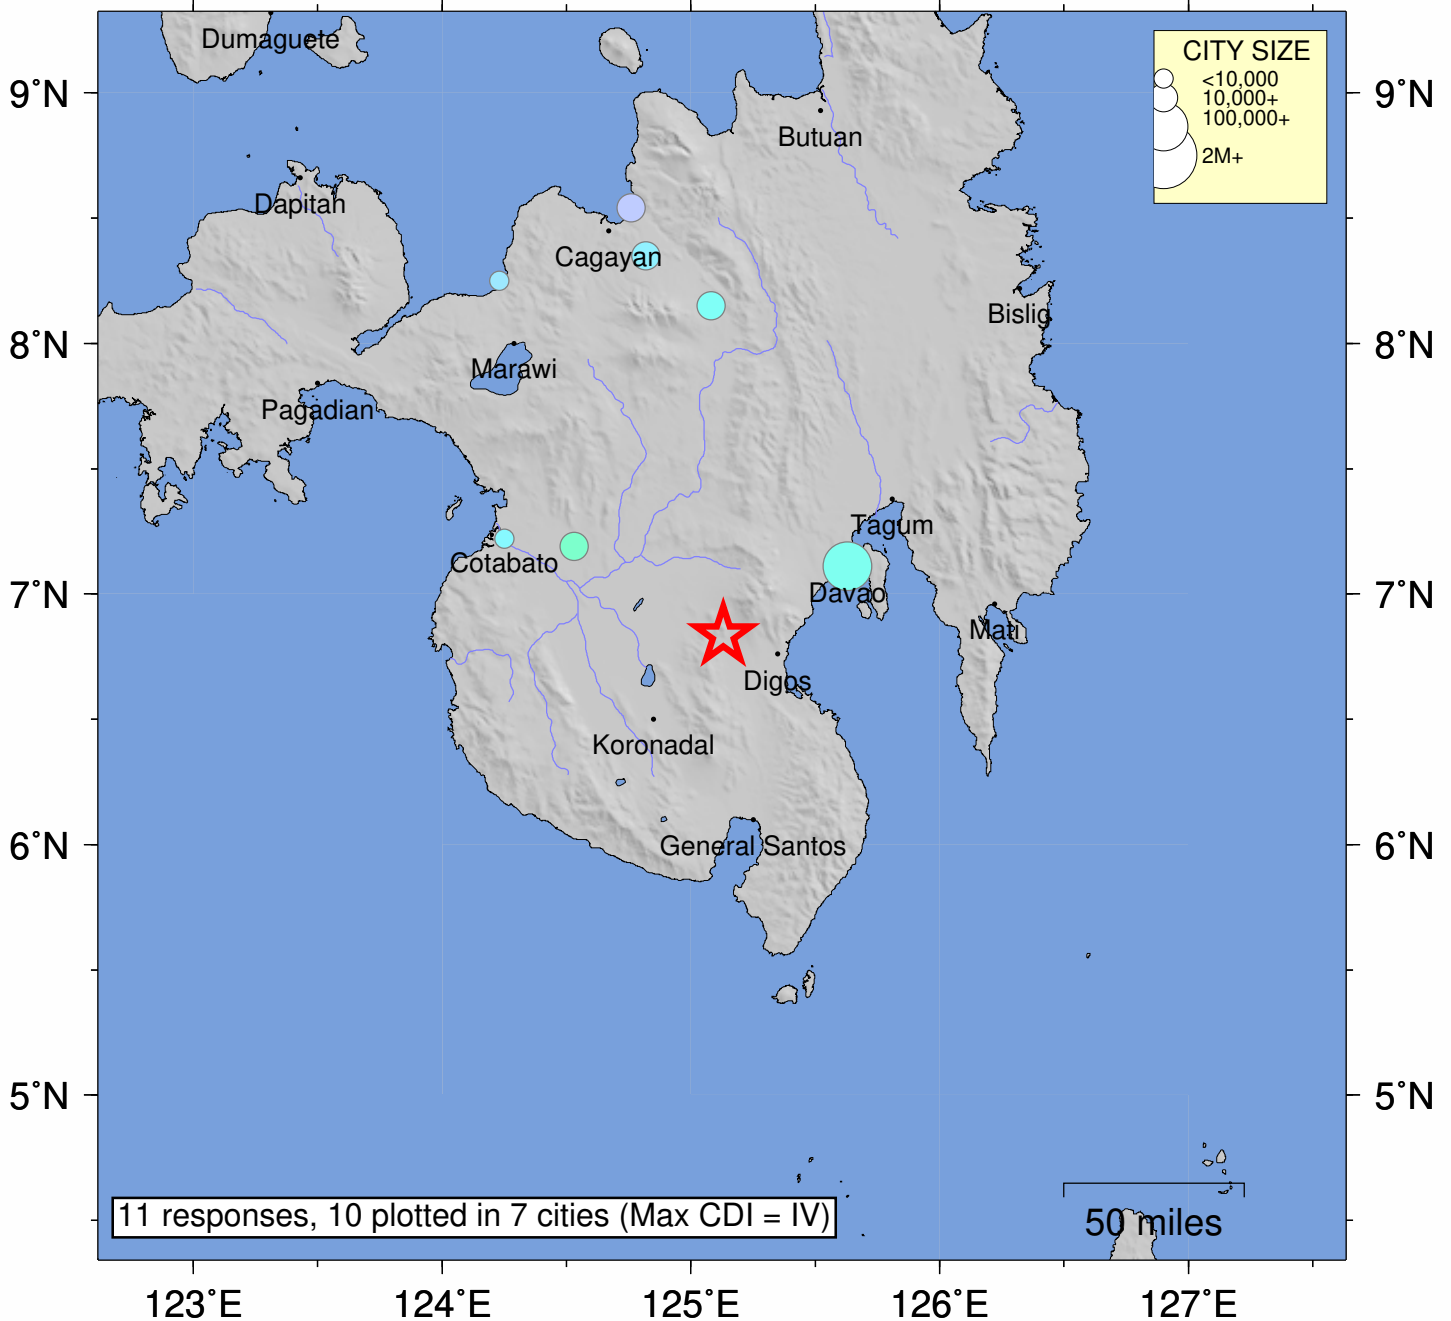 Dumaguete
CITY SIZE
<10,000
10,000+
100,000+
2M+
9°N
9°N
Butuan
Dapitan
Cagayan
Bislig
8°N
8°N
Marawi
Pagadian
Tagum
Cotabato
7°N
Davao
7°N
Mati
Digos
Koronadal
6°N
General Santos
6°N
5°N
5°N
11 responses, 10 plotted in 7 cities (Max CDI = IV)
50 miles
123°E
124°E
125°E
126°E
127°E